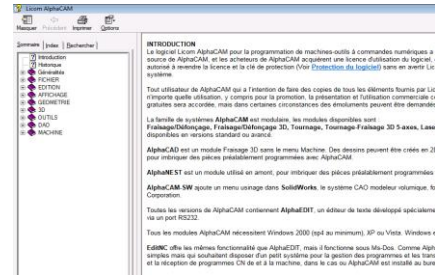 Licom AlphaCAM
Masquer Précédent Imprimer Options
Sommaire Index Rechercher
Introduction
Historique
Généralités
FICHIER
EDITION
AFFICHAGE
GEOMETRIE
3D
OUTILS
DAO
MACHINE
INTRODUCTION
Le logiciel Licom AlphaCAM pour la programmation de machines-outils à commandes numériques a
source de AlphaCAM, et les acheteurs de AlphaCAM acquièrent une licence d'utilisation du logiciel,
autorisé à revendre la licence et la clé de protection (Voir Protection du logiciel) sans en avertir Lic
système.
Tout utilisateur de AlphaCAM qui a l'intention de faire des copies de tous les éléments fournis par Lic
n'importe quelle utilisation, y compris pour la promotion, la présentation et l'utilisation commerciale
gratuites sera accordée, mais dans certaines circonstances des émoluments peuvent être demandés
La famille de systèmes AlphaCAM est modulaire, les modules disponibles sont :
Fraisage/Défonçage, Fraisage/Défonçage 3D, Tournage, Tournage-Fraisage 3D 5-axes, Lase
disponibles en versions standard ou avancé.
AlphaCAD est un module Fraisage 3D sans le menu Machine. Des dessins peuvent être créés en 2D
pour imbriquer des pièces préalablement programmées avec AlphaCAM.
AlphaNEST est un module utilisé en amont, pour imbriquer des pièces préalablement programmées
AlphaCAM-SW ajoute un menu usinage dans SolidWorks, le système CAO modeleur volumique, fo
Corporation.
Toutes les versions de AlphaCAM contiennent AlphaEDIT, un éditeur de texte développé spécialeme
via un port RS232.
Tous les modules AlphaCAM nécessitent Windows 2000 (sp4 au minimum), XP ou Vista. Windows
EditNC offre les mêmes fonctionnalité que AlphaEDIT, mais il fonctionne sous Ms-Dos. Comme Alph
simples mais qui souhaitent disposer d'un petit système pour la gestion des programmes et les trans
et la réception de programmes CN de et à la machine, dans le cas ou AlphaCAM est installé au bure